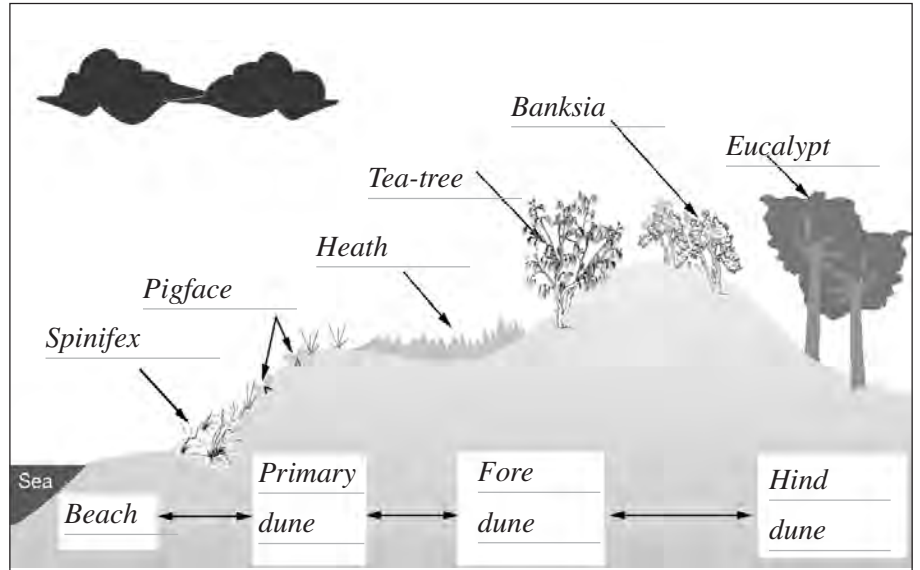 Banksia
Eucalypt
Tea-tree
Heath
Pigface
Spinifex
Sea
Beach
Primary
dune
Fore
dune
Hind
dune